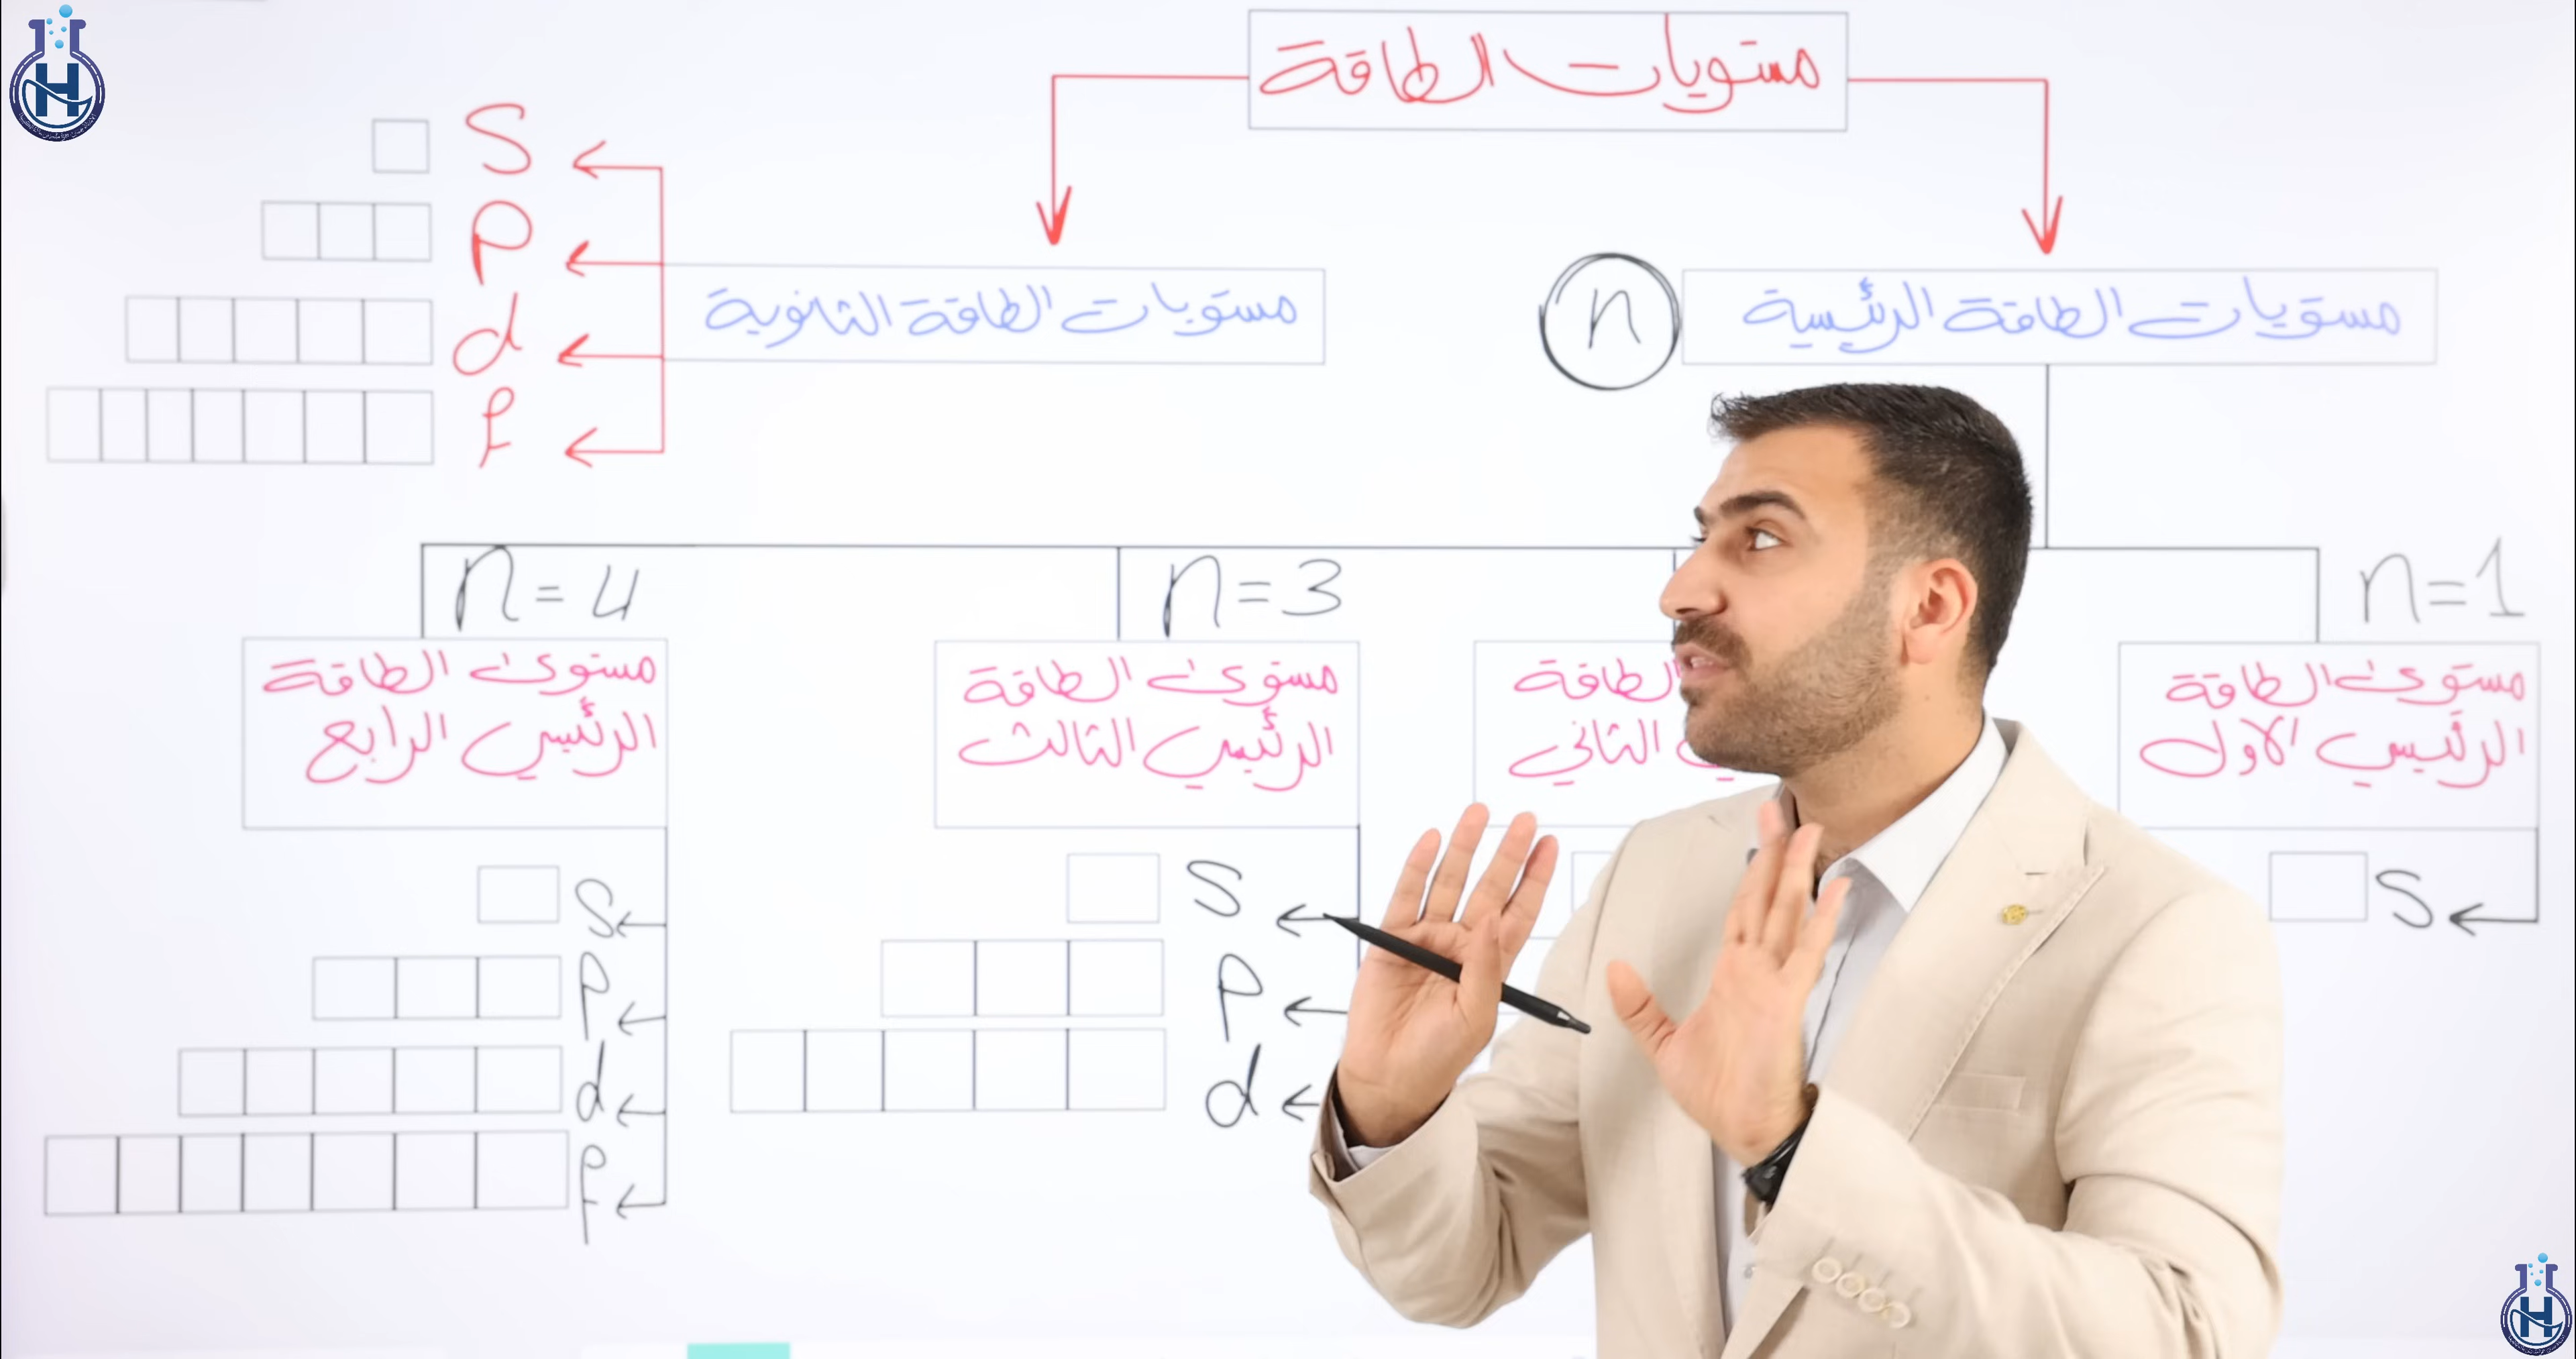 مستويات الطاقة
مستويات الطاقة الرئيسية
n
مستويات الطاقة الثانوية
S
P
d
f
n=1
مستوى الطاقة
الرئيسي الاول
S
الطاقة
الثاني
n=3
مستوى الطاقة
الرئيسي الثالث
S
P
d
n=4
مستوى الطاقة
الرئيسي الرابع
S
P
d
f
H
H